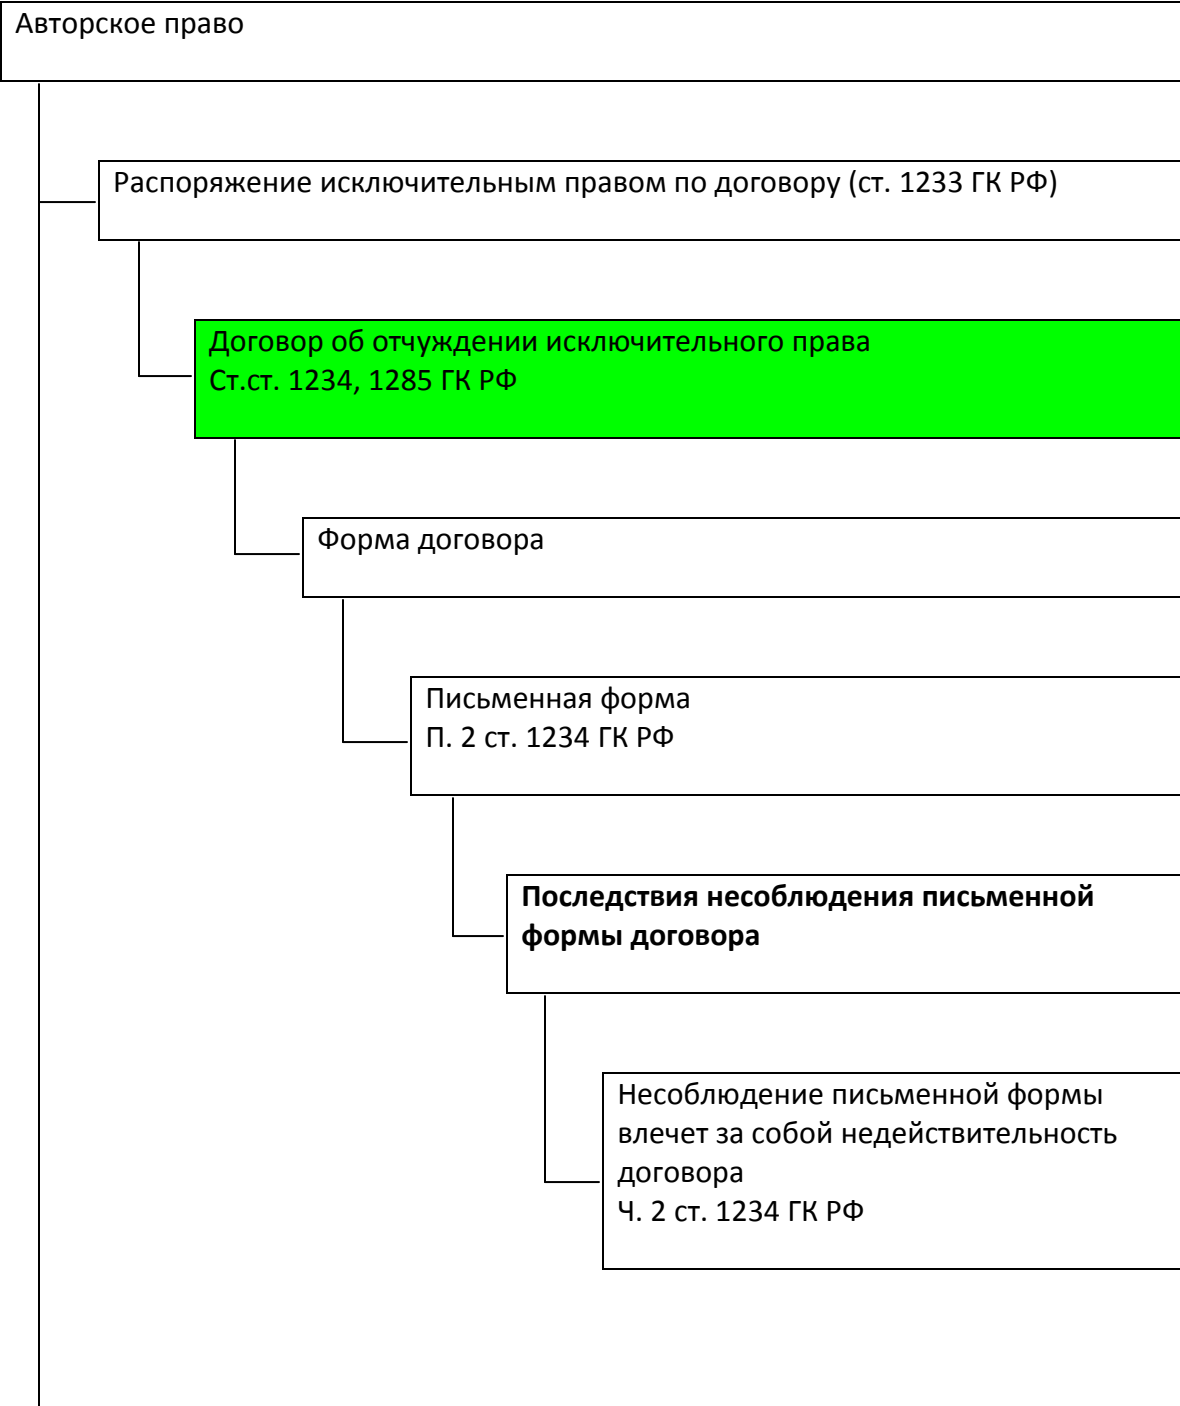 Авторское право
Распоряжение исключительным правом по договору (ст. 1233 ГК РФ)
Договор об отчуждении исключительного права
Ст.ст. 1234, 1285 ГК РФ
Форма договора
Письменная форма
П. 2 ст. 1234 ГК РФ
Последствия несоблюдения письменной
формы договора
Несоблюдение письменной формы
влечет за собой недействительность
договора
Ч. 2 ст. 1234 ГК РФ